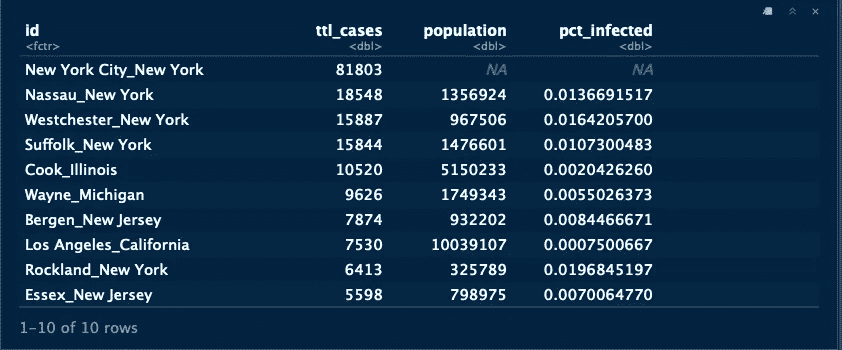 id ttl_cases population pct_infected
<fctr> <dbl> <dbl> <dbl>
New York City_New York 81803 NA NA
Nassau_New York 18548 1356924 0.0136691517
Westchester_New York 15887 967506 0.0164205700
Suffolk_New York 15844 1476601 0.0107300483
Cook_Illinois 10520 5150233 0.0020426260
Wayne_Michigan 9626 1749343 0.0055026373
Bergen_New Jersey 7874 932202 0.0084466671
Los Angeles_California 7530 10039107 0.0007500667
Rockland_New York 6413 325789 0.0196845197
Essex_New Jersey 5598 798975 0.0070064770
1-10 of 10 rows